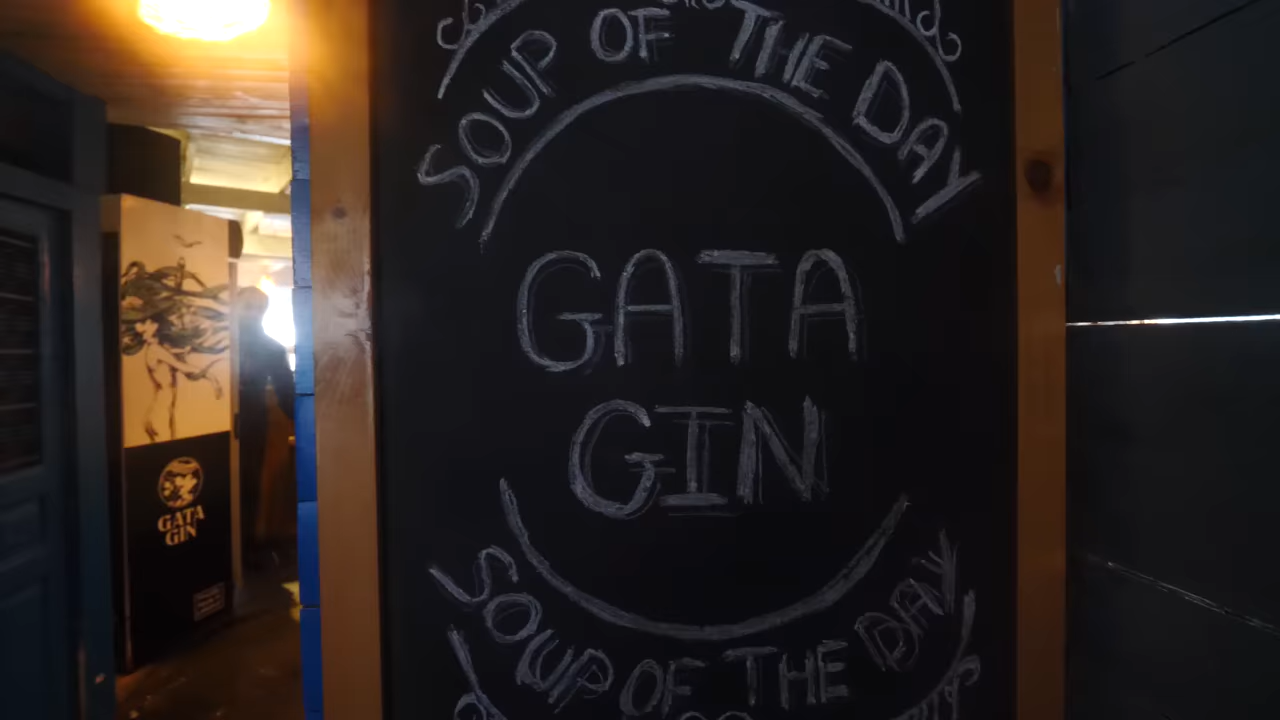 SOUP OF THE DAY
GATA
GIN
SOUP OF THE DAY
GATA
GIN